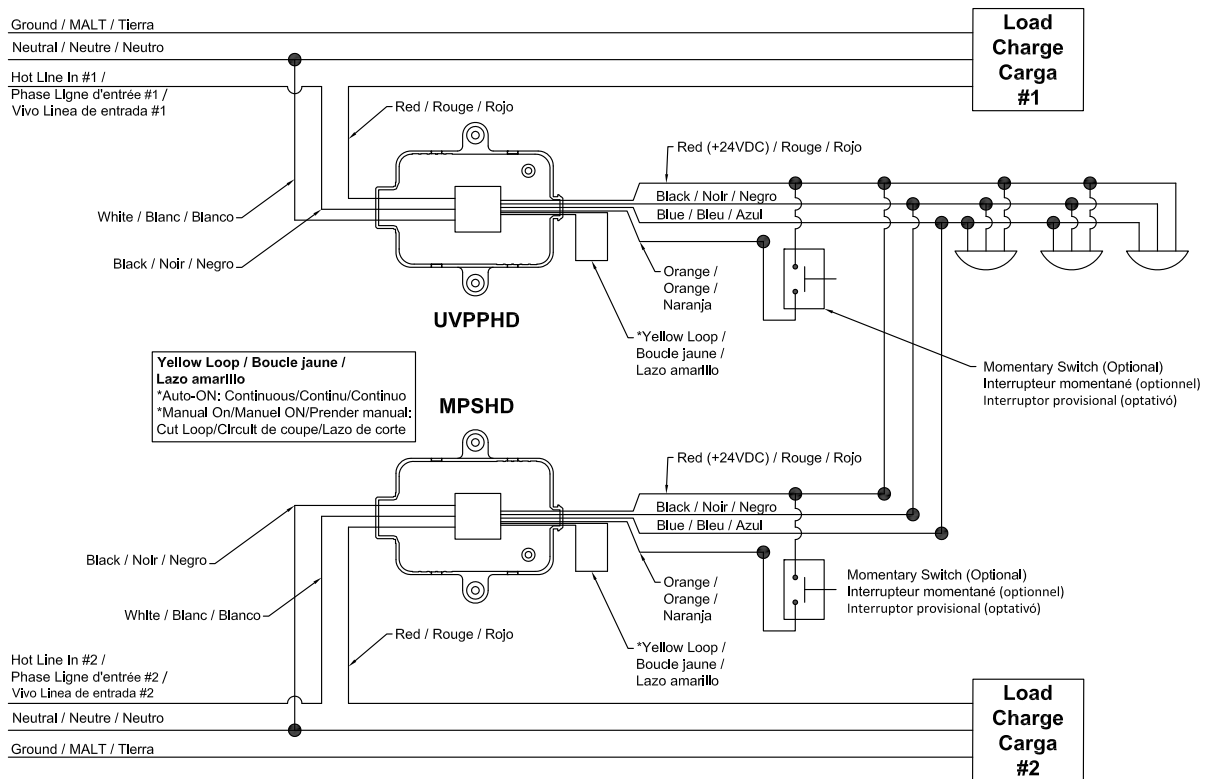 Ground / MALT / Tierra
Neutral / Neutre / Neutro
Hot Line In #1 /
Phase Ligne d'entrée #1 /
Vivo Linea de entrada #1
Load
Charge
Carga
#1
Red / Rouge / Rojo
Red (+24VDC) / Rouge / Rojo
Black / Noir / Negro
Blue / Bleu / Azul
White / Blanc / Blanco
Black / Noir / Negro
Orange /
Orange /
Naranja
UVPPHD
*Yellow Loop /
Boucle jaune /
Lazo amarillo
Momentary Switch (Optional)
Interrupteur momentané (optionnel)
Interruptor provisional (optativó)
Yellow Loop / Boucle jaune /
Lazo amarillo
*Auto-ON: Continuous/Continu/Continuo
*Manual On/Manuel ON/Prender manual:
Cut Loop/Circuit de coupe/Lazo de corte
MPSHD
Red (+24VDC) / Rouge / Rojo
Black / Noir / Negro
Blue / Bleu / Azul
Black / Noir / Negro
White / Blanc / Blanco
Orange /
Orange /
Naranja
Momentary Switch (Optional)
Interrupteur momentané (optionnel)
Interruptor provisional (optativó)
Red / Rouge / Rojo
*Yellow Loop /
Boucle jaune /
Lazo amarillo
Hot Line In #2 /
Phase Ligne d'entrée #2 /
Vivo Linea de entrada #2
Neutral / Neutre / Neutro
Ground / MALT / Tierra
Load
Charge
Carga
#2